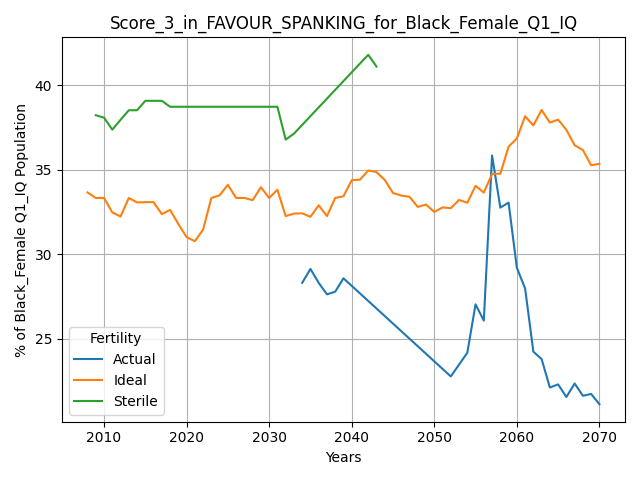 Score_3_in_FAVOUR_SPANKING_for_Black_Female_Q1_IQ
% of Black_Female Q1_IQ Population
40
35
30
25
Fertility
Actual
Ideal
Sterile
2010 2020 2030 2040 2050 2060 2070
Years